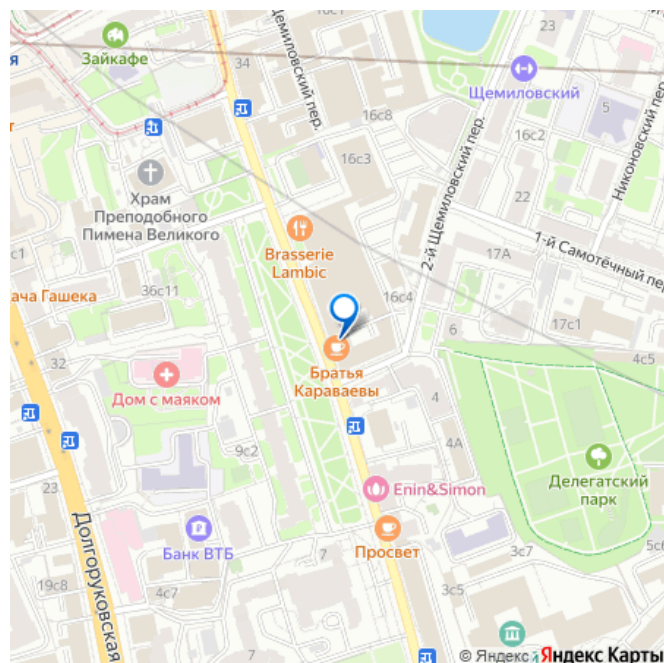 Зайкафе
34
Щемиловский пер.
23
Щемиловский
16с8
16с2
5
Никоновский пер.
16с3
2-й Щемиловский пер.
22
Храм
Преподобного
Пимена Великого
Brasserie
Lambic
1-й Самотёчный пер.
17А
с1
36с11
ача Гашека
16с4
17с1
6
4с5
32
Братья
Караваевы
Дом с маяком
4
4А
9с2
Делегатский
парк
Enin&Simon
23
Долгоруковская
Банк ВТБ
Просвет
7
3с7
5с6
19с8
4с7
3с5
7
© Яндекс Яндекс Карты